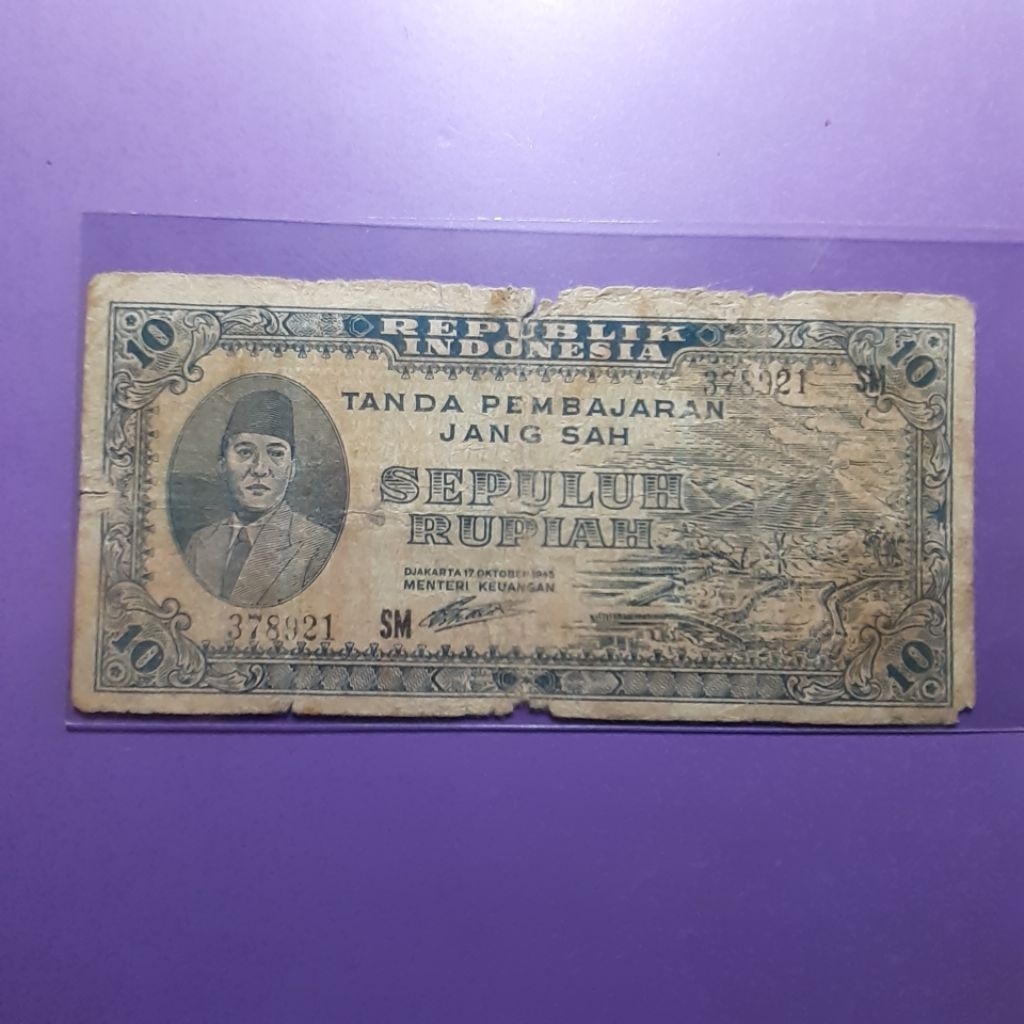 10
REPUBLIK
INDONESIA
10
378921 SM
TANDA PEMBAJARAN
JANG SAH
SEPULUH
RUPIAH
DJAKARTA 17 OKTOBER 1945
MENTERI KEUANGAN
378921 SM
10
10